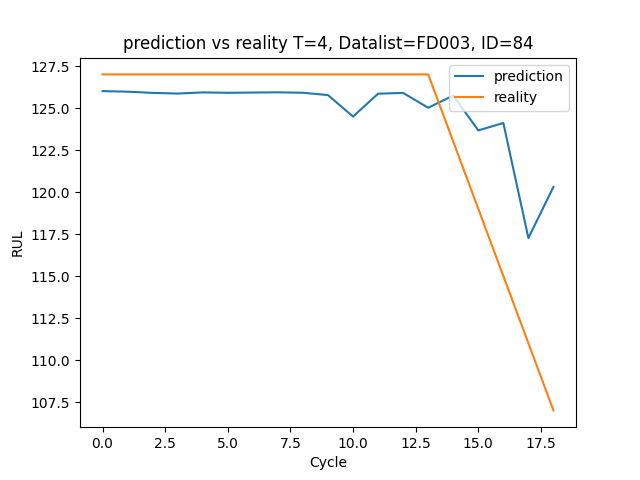 prediction vs reality T=4, Datalist=FD003, ID=84
prediction
reality
127.5
125.0
122.5
120.0
117.5
115.0
112.5
110.0
107.5
RUL
0.0 2.5 5.0 7.5 10.0 12.5 15.0 17.5
Cycle